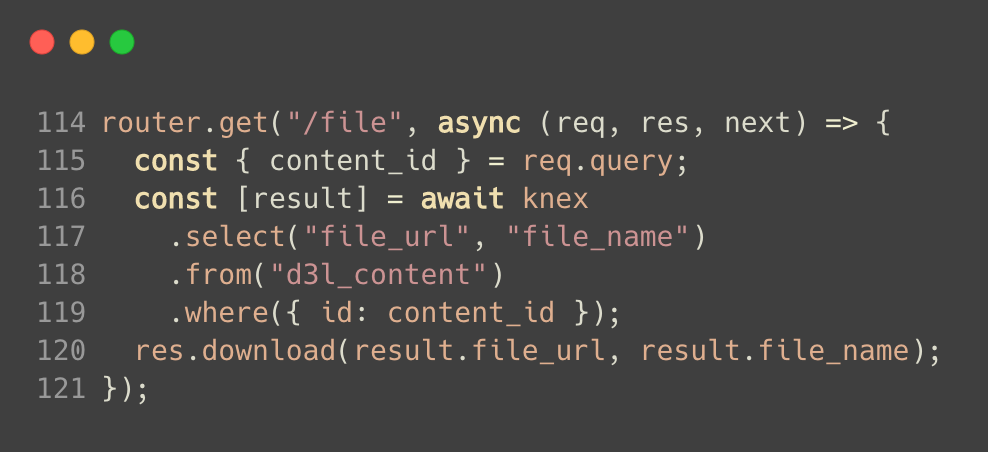 114 router.get("/file", async (req, res, next) => {
115   const { content_id } = req.query;
116   const [result] = await knex
117     .select("file_url", "file_name")
118     .from("d3l_content")
119     .where({ id: content_id });
120   res.download(result.file_url, result.file_name);
121 });